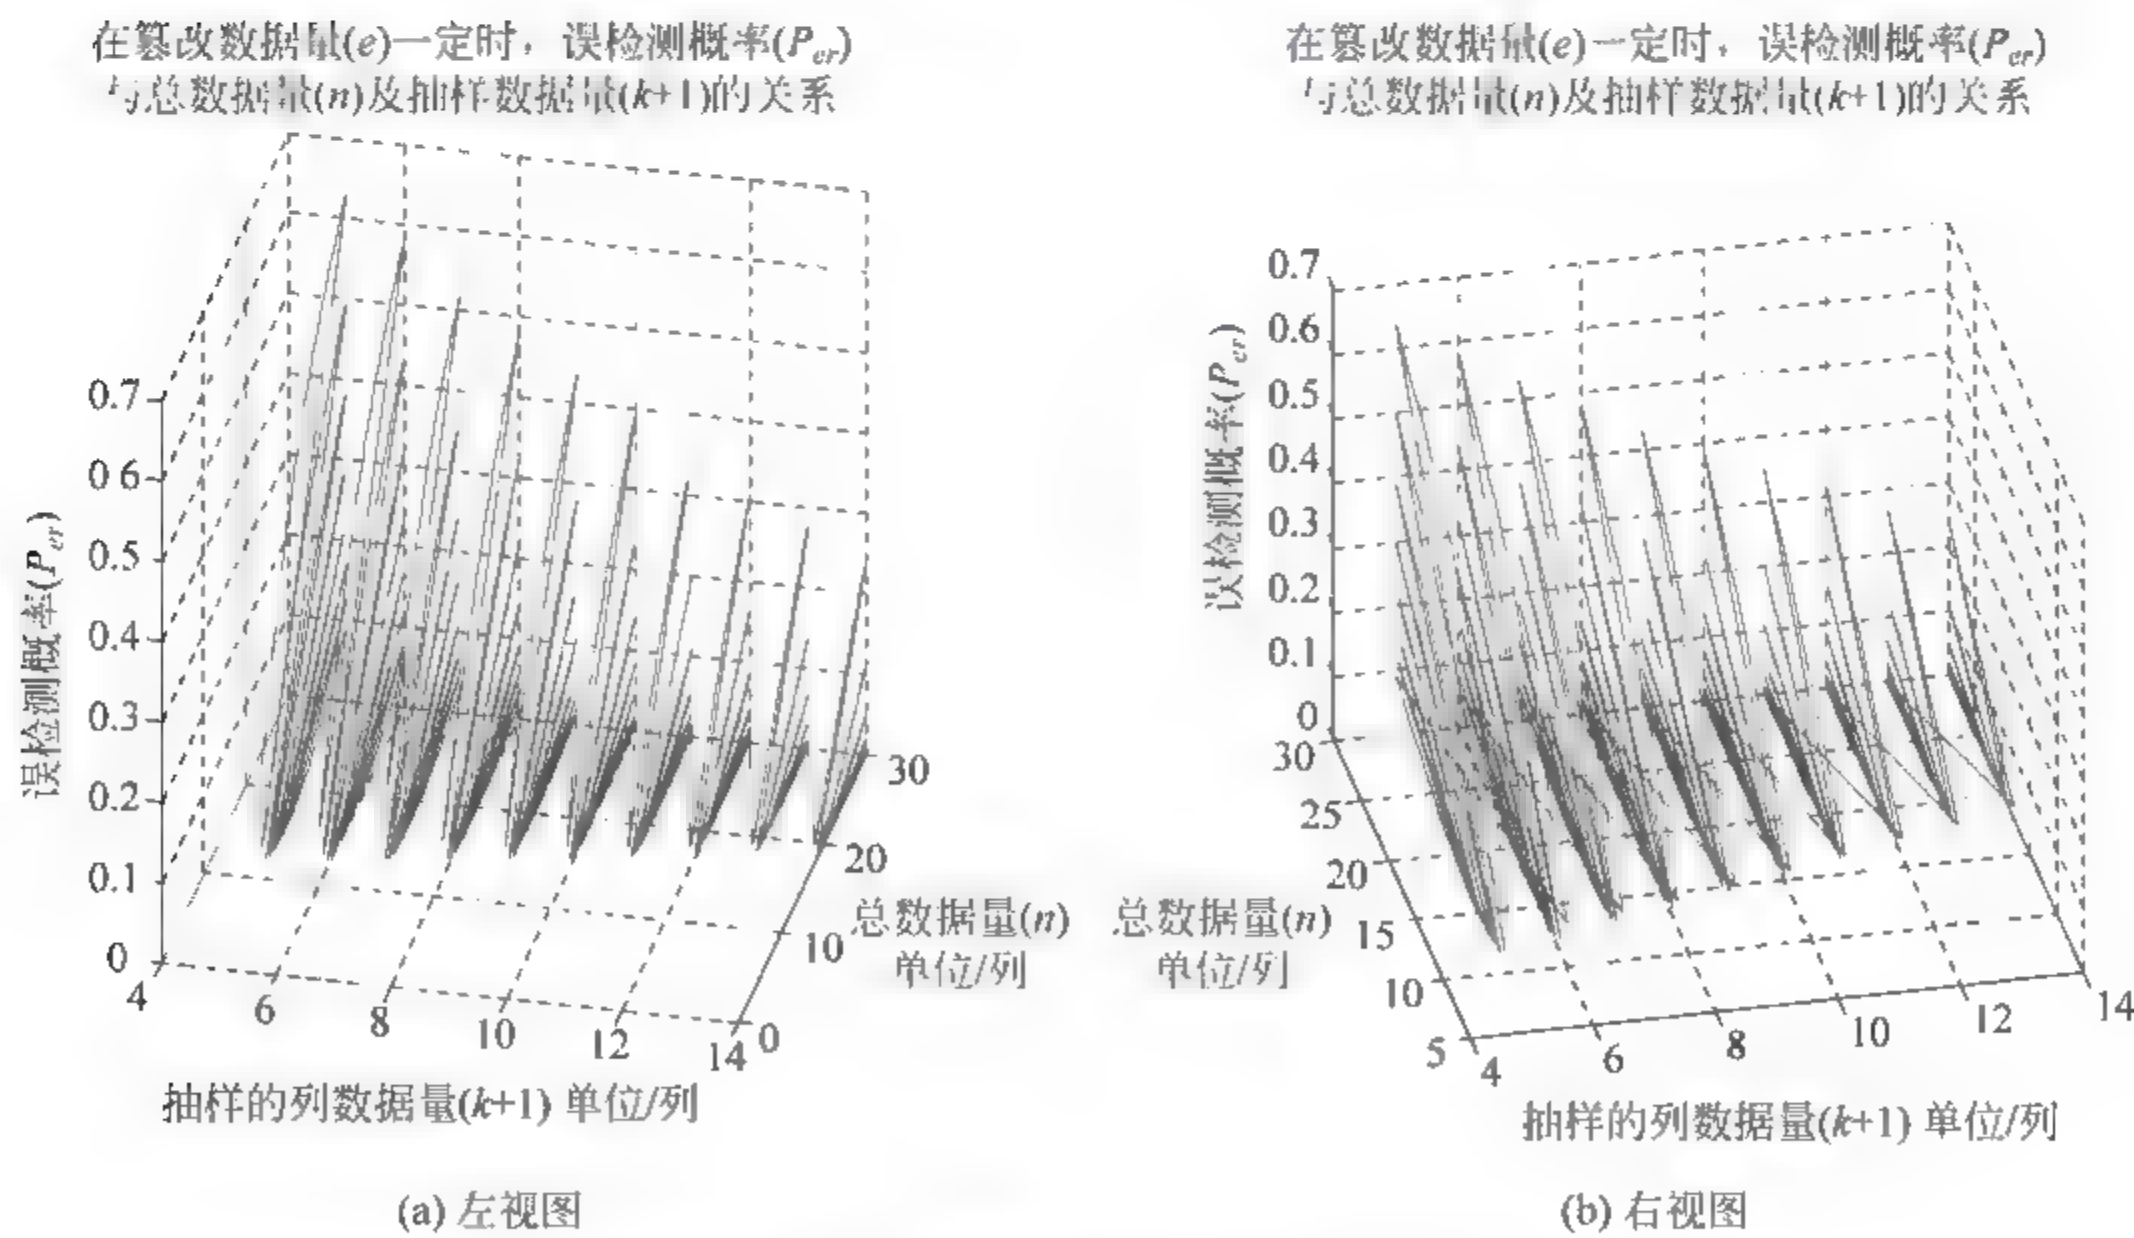 在篡改数据量(e)一定时，误检测概率(Per)
与总数据量(n)及抽样数据量(k+1)的关系
0.7
0.6
0.5
0.4
0.3
0.2
0.1
0
误检测概率(Per)
4
6
8
10
12
14
0
10
20
30
总数据量(n)
单位/列
抽样的列数据量(k+1) 单位/列
(a) 左视图
在篡改数据量(e)一定时，误检测概率(Per)
与总数据量(n)及抽样数据量(k+1)的关系
0.7
0.6
0.5
0.4
0.3
0.2
0.1
0
误检测概率(Per)
30
25
20
15
10
5
总数据量(n)
单位/列
4
6
8
10
12
14
抽样的列数据量(k+1) 单位/列
(b) 右视图